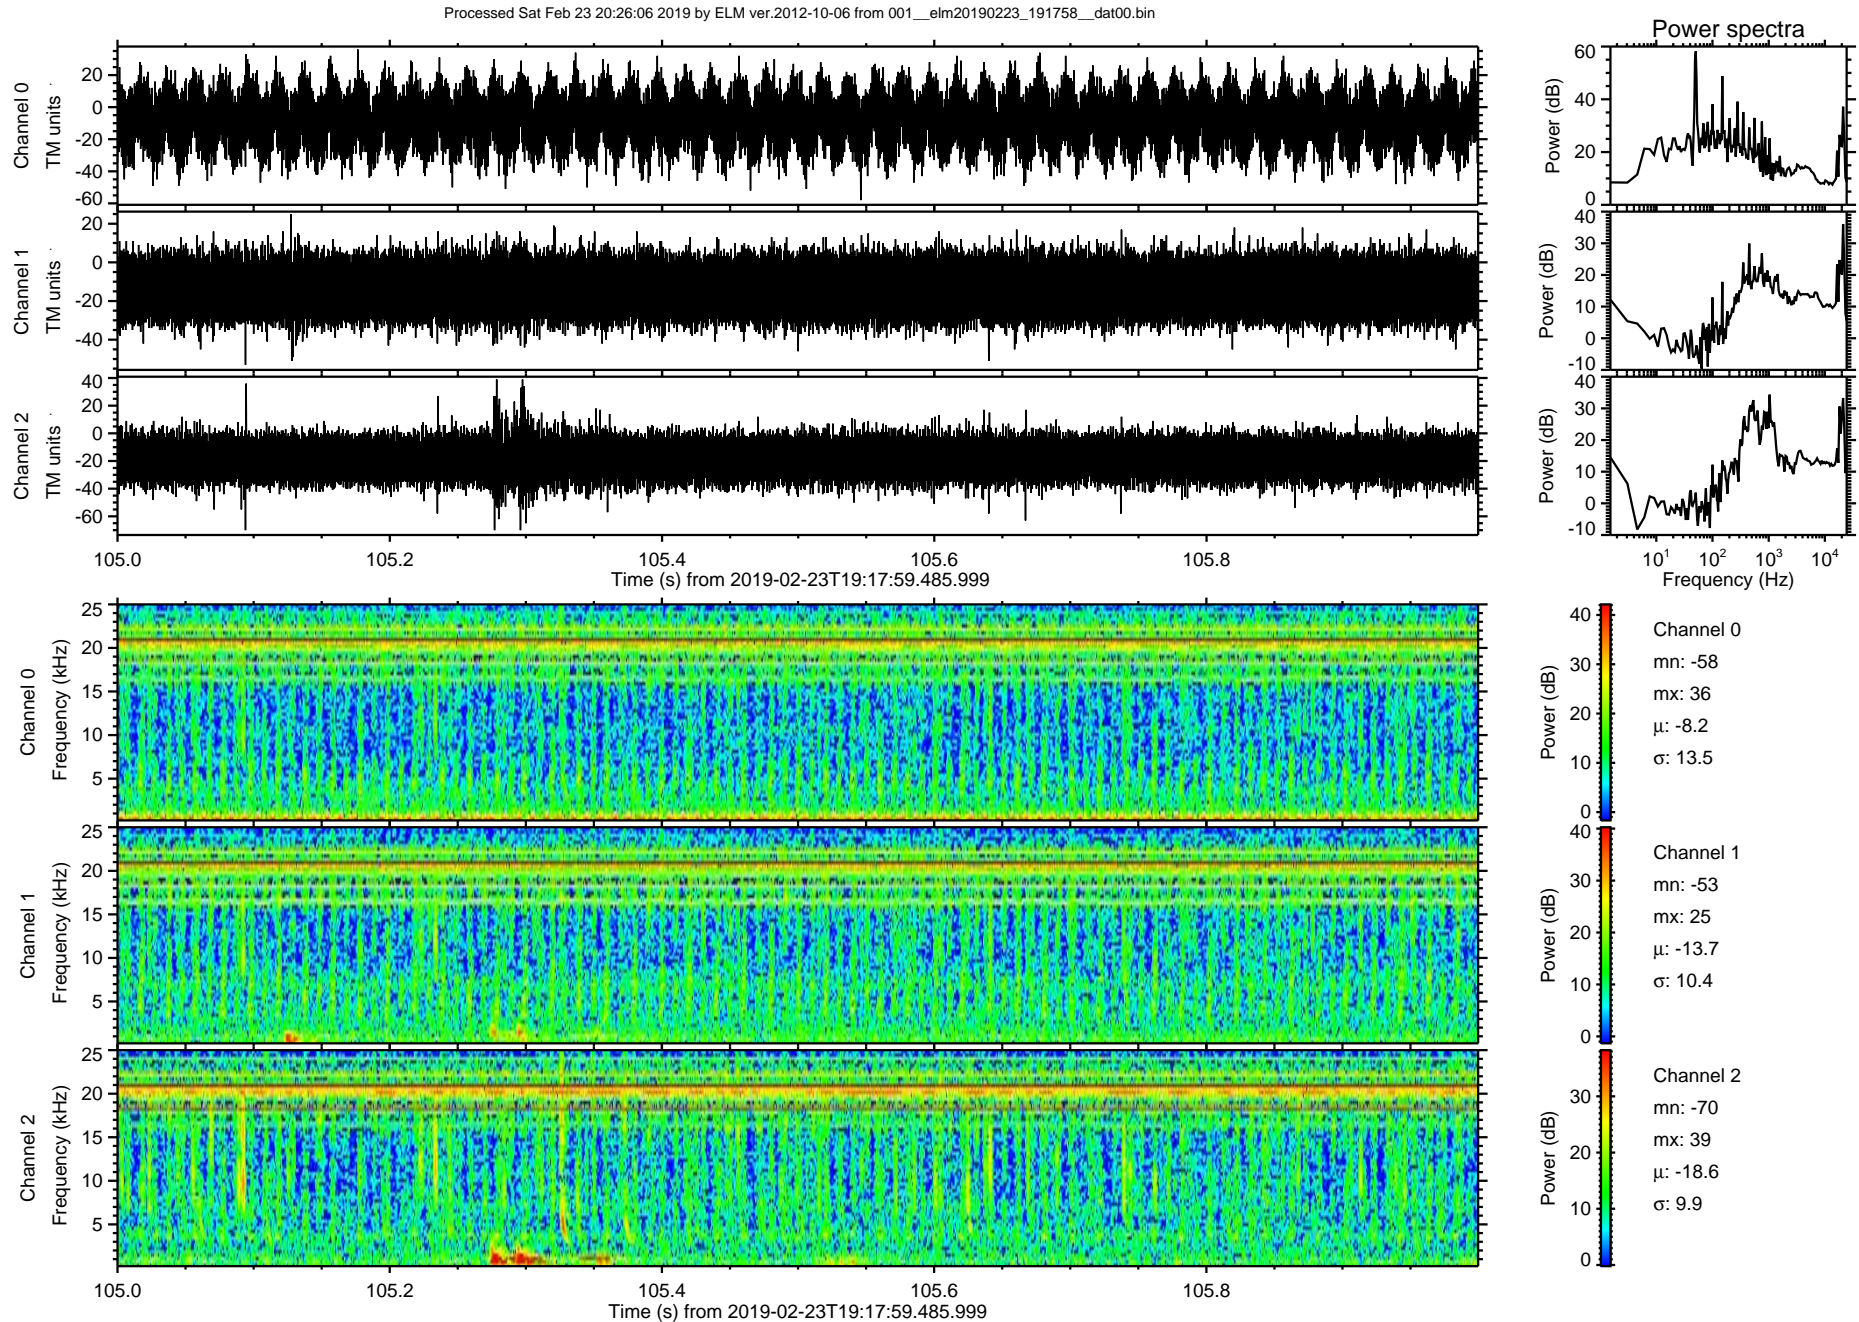 Processed Sat Feb 23 20:26:06 2019 by ELM ver.2012-10-06 from 001__elm20190223_191758__dat00.bin
Power spectra
Channel 0
TM units
20
0
-20
-40
-60
Power (dB)
60
40
20
0
Channel 1
TM units
20
0
-20
-40
Power (dB)
40
30
20
10
0
-10
Channel 2
TM units
40
20
0
-20
-40
-60
Power (dB)
40
30
20
10
0
-10
105.0 105.2 105.4 105.6 105.8
Time (s) from 2019-02-23T19:17:59.485.999
10¹ 10² 10³ 10⁴
Frequency (Hz)
Channel 0
Frequency (kHz)
25
20
15
10
5
Power (dB)
40
30
20
10
0
Channel 0
mn: -58
mx: 36
µ: -8.2
σ: 13.5
Channel 1
Frequency (kHz)
25
20
15
10
5
Power (dB)
40
30
20
10
0
Channel 1
mn: -53
mx: 25
µ: -13.7
σ: 10.4
Channel 2
Frequency (kHz)
25
20
15
10
5
Power (dB)
30
20
10
0
Channel 2
mn: -70
mx: 39
µ: -18.6
σ: 9.9
105.0 105.2 105.4 105.6 105.8
Time (s) from 2019-02-23T19:17:59.485.999